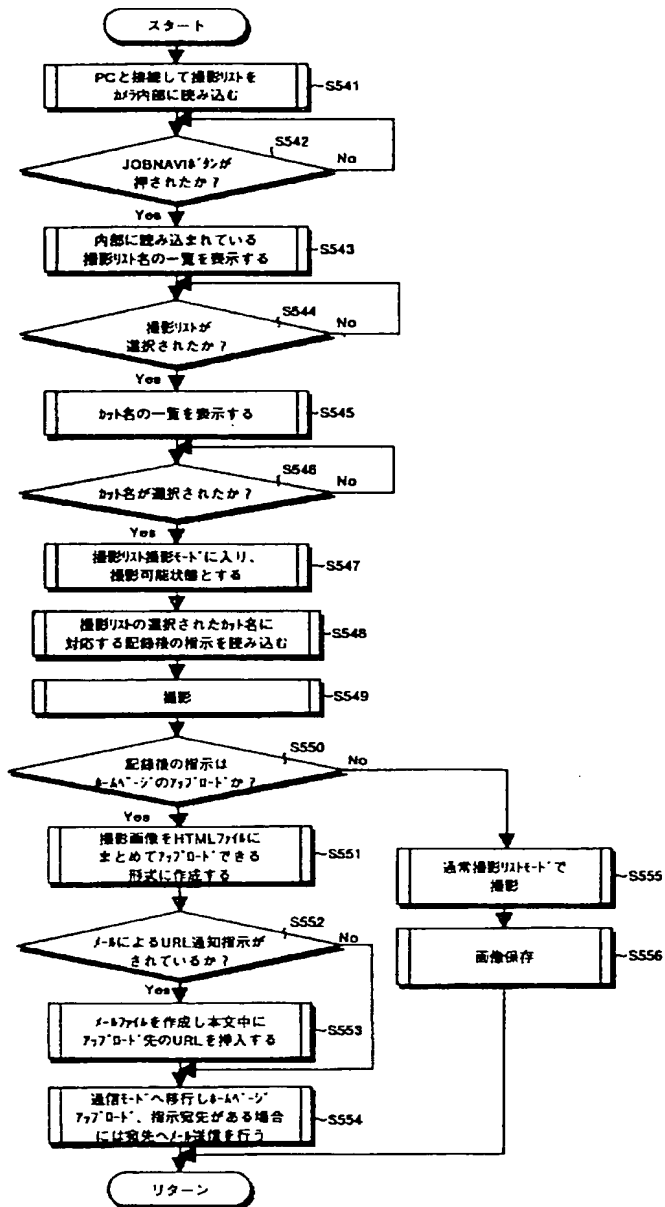 スタート
PCと接続して撮影リストを
カメラ内部に読み込む
S541
S542
JOBNAVIボタンが
押されたか？
No
Yes
内部に読み込まれている
撮影リスト名の一覧を表示する
S543
S544
撮影リストが
選択されたか？
No
Yes
カット名の一覧を表示する
S545
S546
カット名が選択されたか？
No
Yes
撮影リスト撮影モードに入り、
撮影可能状態とする
S547
撮影リストの選択されたカット名に
対応する記録後の指示を読み込む
S548
撮影
S549
S550
記録後の指示は
ホームページのアップロードか？
No
Yes
撮影画像をHTMLファイルに
まとめてアップロードできる
形式に作成する
S551
通常撮影リストモードで
撮影
S555
S552
メールによるURL通知指示が
されているか？
No
Yes
画像保存
S556
メールファイルを作成し本文中に
アップロード先のURLを挿入する
S553
通信モードへ移行しホームページ
アップロード、指示宛先がある場合
には宛先へメール送信を行う
S554
リターン